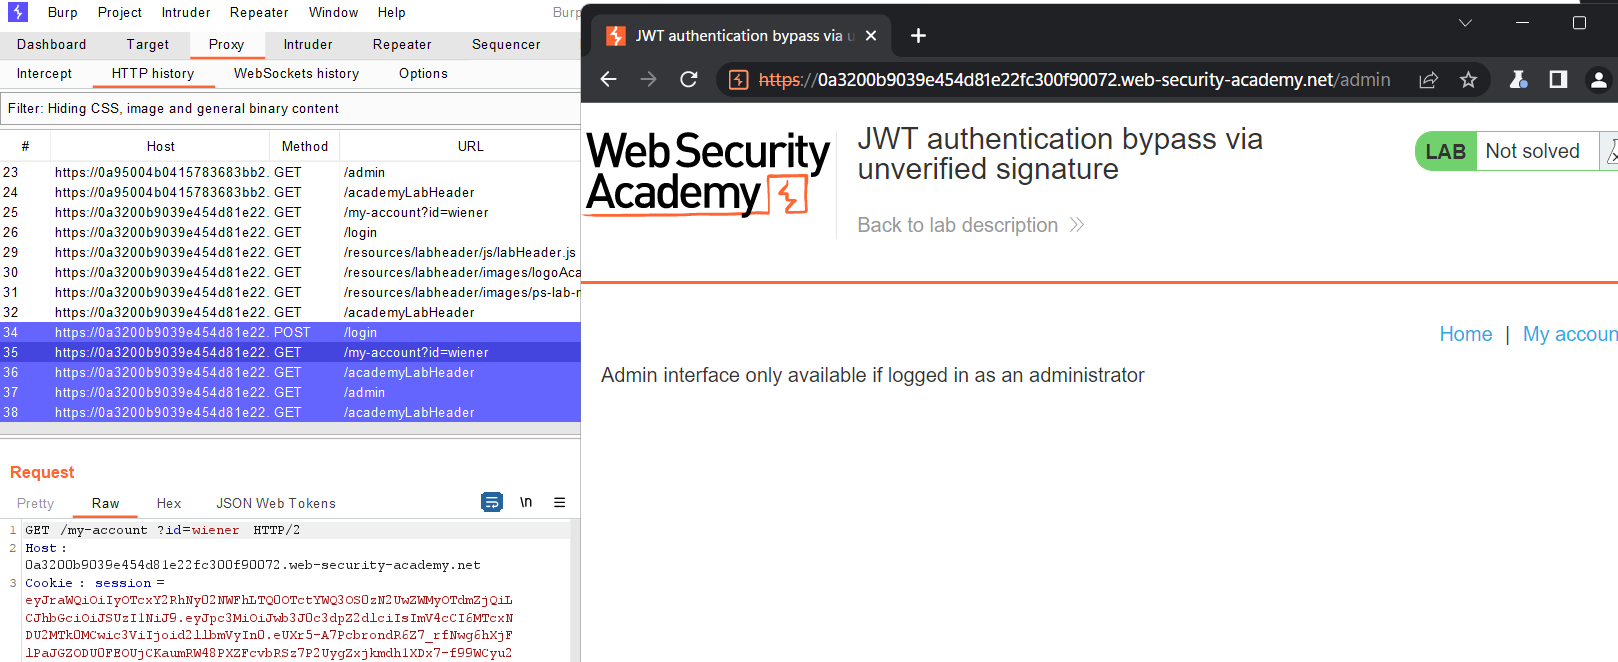 Burp Project Intruder Repeater Window Help Burp
Dashboard Target Proxy Intruder Repeater Sequencer
Intercept HTTP history WebSockets history Options
Filter: Hiding CSS, image and general binary content
# Host Method URL
23 https://0a95004b0415783683bb2. GET /admin
24 https://0a95004b0415783683bb2. GET /academyLabHeader
25 https://0a3200b9039e454d81e22. GET /my-account?id=wiener
26 https://0a3200b9039e454d81e22. GET /login
29 https://0a3200b9039e454d81e22. GET /resources/labheader/js/labHeader.js
30 https://0a3200b9039e454d81e22. GET /resources/labheader/images/logoAca
31 https://0a3200b9039e454d81e22. GET /resources/labheader/images/ps-lab-n
32 https://0a3200b9039e454d81e22. GET /academyLabHeader
34 https://0a3200b9039e454d81e22. POST /login
35 https://0a3200b9039e454d81e22. GET /my-account?id=wiener
36 https://0a3200b9039e454d81e22. GET /academyLabHeader
37 https://0a3200b9039e454d81e22. GET /admin
38 https://0a3200b9039e454d81e22. GET /academyLabHeader
Request
Pretty Raw Hex JSON Web Tokens \n
1 GET /my-account ?id=wiener HTTP/2
2 Host :
0a3200b9039e454d81e22fc300f90072.web-security-academy.net
3 Cookie : session =
eyJraWQiOiIyOTcxY2RhNy02NWFhLTQ0OTctYWQ3OS0zN2UwZWMyOTdmZjQiL
CJhbGciOiJSUzI1NiJ9.eyJpc3MiOiJwb3J0c3dpZ2dlciIsImV4cCI6MTcxN
DU2MTk0MCwic3ViIjoid2llbmVyIn0.eUXr5-A7PcbrondR6Z7_rfNwg6hXjF
lPaJGZODU0FEOUjCKaumRW48PXZFcvbRSz7P2UygZxjkmdh1XDx7-f99WCyu2
JWT authentication bypass via u
https://0a3200b9039e454d81e22fc300f90072.web-security-academy.net/admin
Web Security
Academy
JWT authentication bypass via
unverified signature
Back to lab description
LAB Not solved
Home | My accoun
Admin interface only available if logged in as an administrator